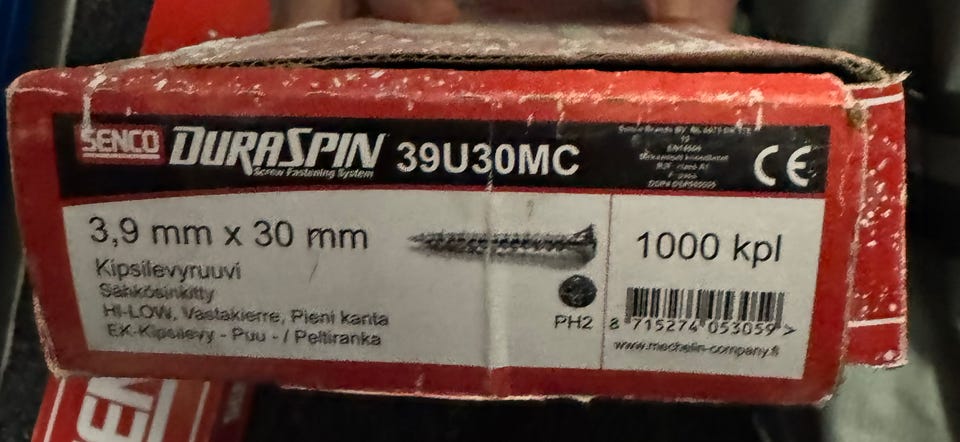 SENCO DURASPIN 39U30MC
Screw Fastening System
EN14566
CE
3,9 mm x 30 mm
1000 kpl
Kipsilevyruuvi
Sähkösinkitty
HI-LOW, Vastakierre, Pieni kanta
EK-Kipsilevy - Puu - / Peltiranka
PH2
8 715274 053059 >
www.mechelin-company.fi